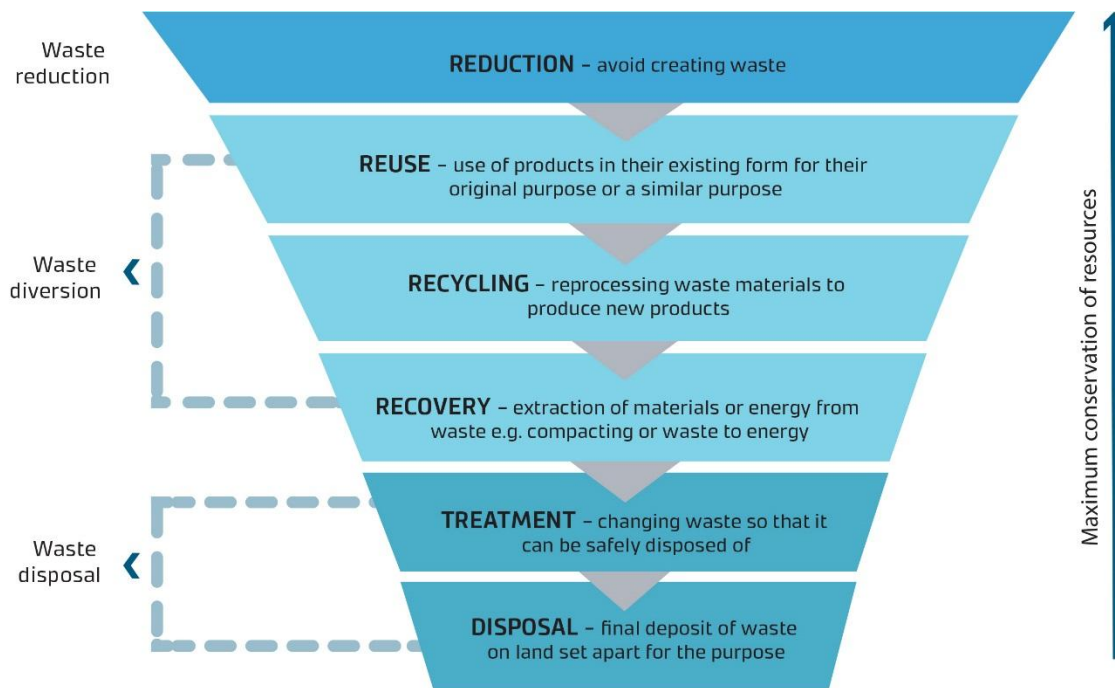 Waste
reduction
REDUCTION – avoid creating waste
REUSE – use of products in their existing form for their
original purpose or a similar purpose
Waste
diversion
RECYCLING – reprocessing waste materials to
produce new products
RECOVERY – extraction of materials or energy from
waste e.g. compacting or waste to energy
Waste
disposal
TREATMENT – changing waste so that it
can be safely disposed of
DISPOSAL – final deposit of waste
on land set apart for the purpose
Maximum conservation of resources